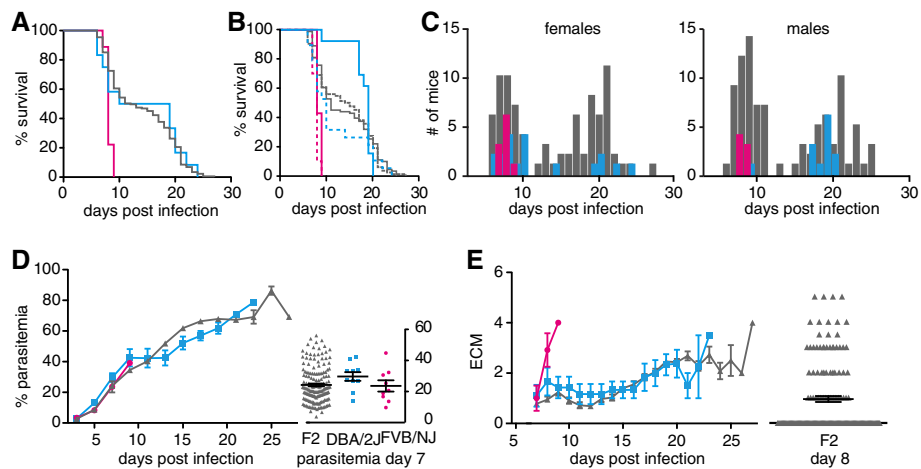 A
B
C
females
males
100
80
60
40
20
0
% survival
0 10 20 30
days post infection
100
80
60
40
20
0
% survival
0 10 20 30
days post infection
15
10
5
0
# of mice
10 20 30
days post infection
15
10
5
0
10 20 30
days post infection
D
E
100
80
60
40
20
0
% parasitemia
5 10 15 20 25
days post infection
60
40
20
0
F2 DBA/2J FVB/NJ
parasitemia day 7
6
4
2
0
ECM
5 10 15 20 25
days post infection
F2
day 8